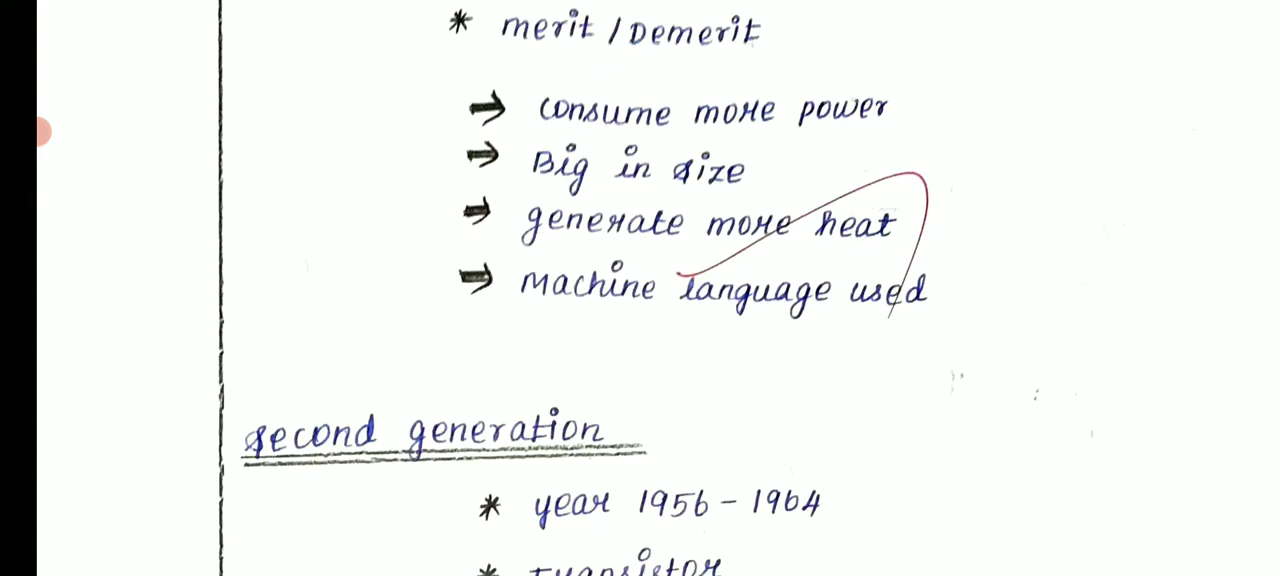 * merit / Demerit
→ consume more power
→ Big in size
→ generate more heat
→ Machine language used
second generation
* year 1956 - 1964
* transistor